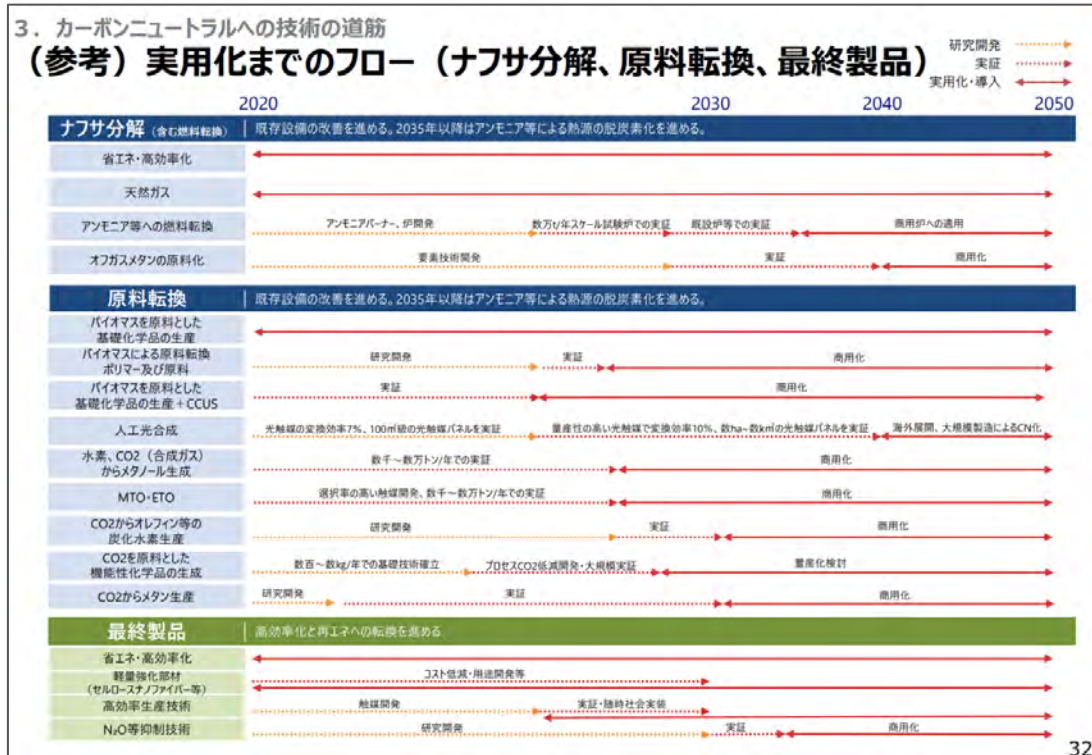 ３．カーボンニュートラルへの技術の道筋
（参考）実用化までのフロー（ナフサ分解、原料転換、最終製品）
研究開発
実証
実用化・導入
2020 2030 2040 2050
ナフサ分解（含む燃料転換） 既存設備の改善を進める。2035年以降はアンモニア等による熱源の脱炭素化を進める。
省エネ・高効率化
天然ガス
アンモニア等への燃料転換 アンモニアバーナー、炉開発 数万t/年スケール試験炉での実証 既設炉等での実証 商用炉への適用
オフガスメタンの原料化 要素技術開発 実証 商用化
原料転換 既存設備の改善を進める。2035年以降はアンモニア等による熱源の脱炭素化を進める。
バイオマスを原料とした
基礎化学品の生産
バイオマスによる原料転換
ポリマー及び原料
研究開発 実証 商用化
バイオマスを原料とした
基礎化学品の生産＋CCUS
実証 商用化
人工光合成 光触媒の変換効率7%、100㎡級の光触媒パネルを実証 量産性の高い光触媒で変換効率10%、数ha~数k㎡の光触媒パネルを実証 海外展開、大規模製造によるCN化
水素、CO2（合成ガス）
からメタノール生成
数千～数万トン/年での実証 商用化
MTO・ETO 選択率の高い触媒開発、数千～数万トン/年での実証 商用化
CO2からオレフィン等の
炭化水素生産
研究開発 実証 商用化
CO2を原料とした
機能性化学品の生成
数百～数kg/年での基礎技術確立 プロセスCO2低減開発・大規模実証 量産化検討
CO2からメタン生産 研究開発 実証 商用化
最終製品 高効率化と再エネへの転換を進める
省エネ・高効率化
軽量強化部材
（セルロースナノファイバー等）
コスト低減・用途開発等
高効率生産技術 触媒開発 実証・随時社会実装
N₂O等抑制技術 研究開発 実証 商用化
32